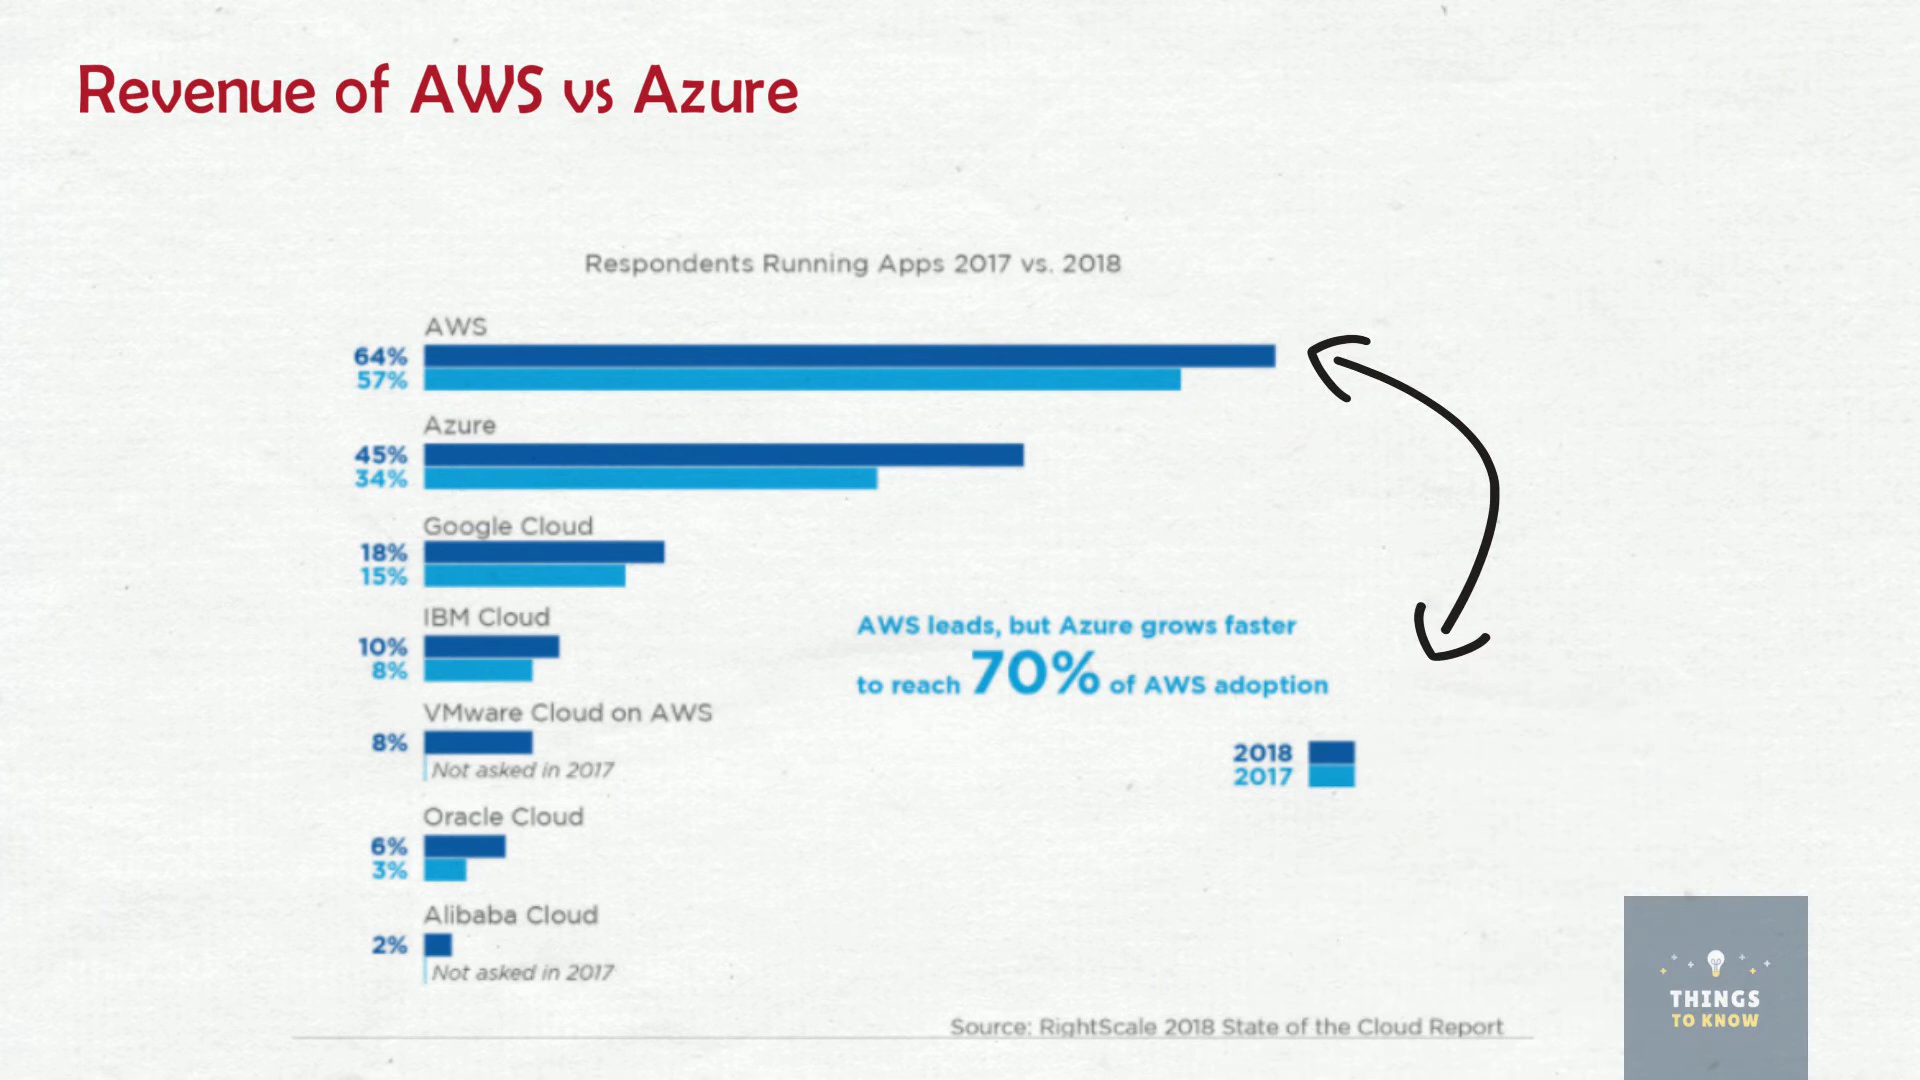 Revenue of AWS vs Azure
Respondents Running Apps 2017 vs. 2018
AWS
64%
57%
Azure
45%
34%
Google Cloud
18%
15%
IBM Cloud
10%
8%
AWS leads, but Azure grows faster
to reach 70% of AWS adoption
VMware Cloud on AWS
8%
Not asked in 2017
2018
2017
Oracle Cloud
6%
3%
Alibaba Cloud
2%
Not asked in 2017
Source: RightScale 2018 State of the Cloud Report
THINGS
TO KNOW